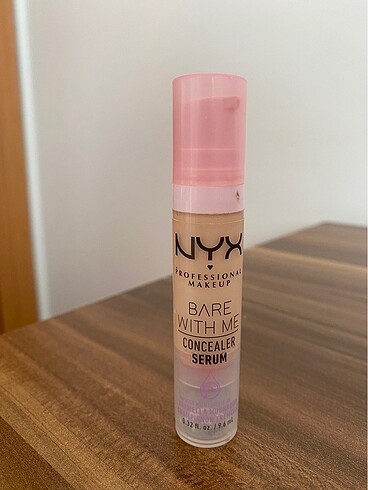 NYX
PROFESSIONAL
MAKEUP
BARE
WITH ME
CONCEALER
SERUM
0.32 fl. oz. / 9.6 mL